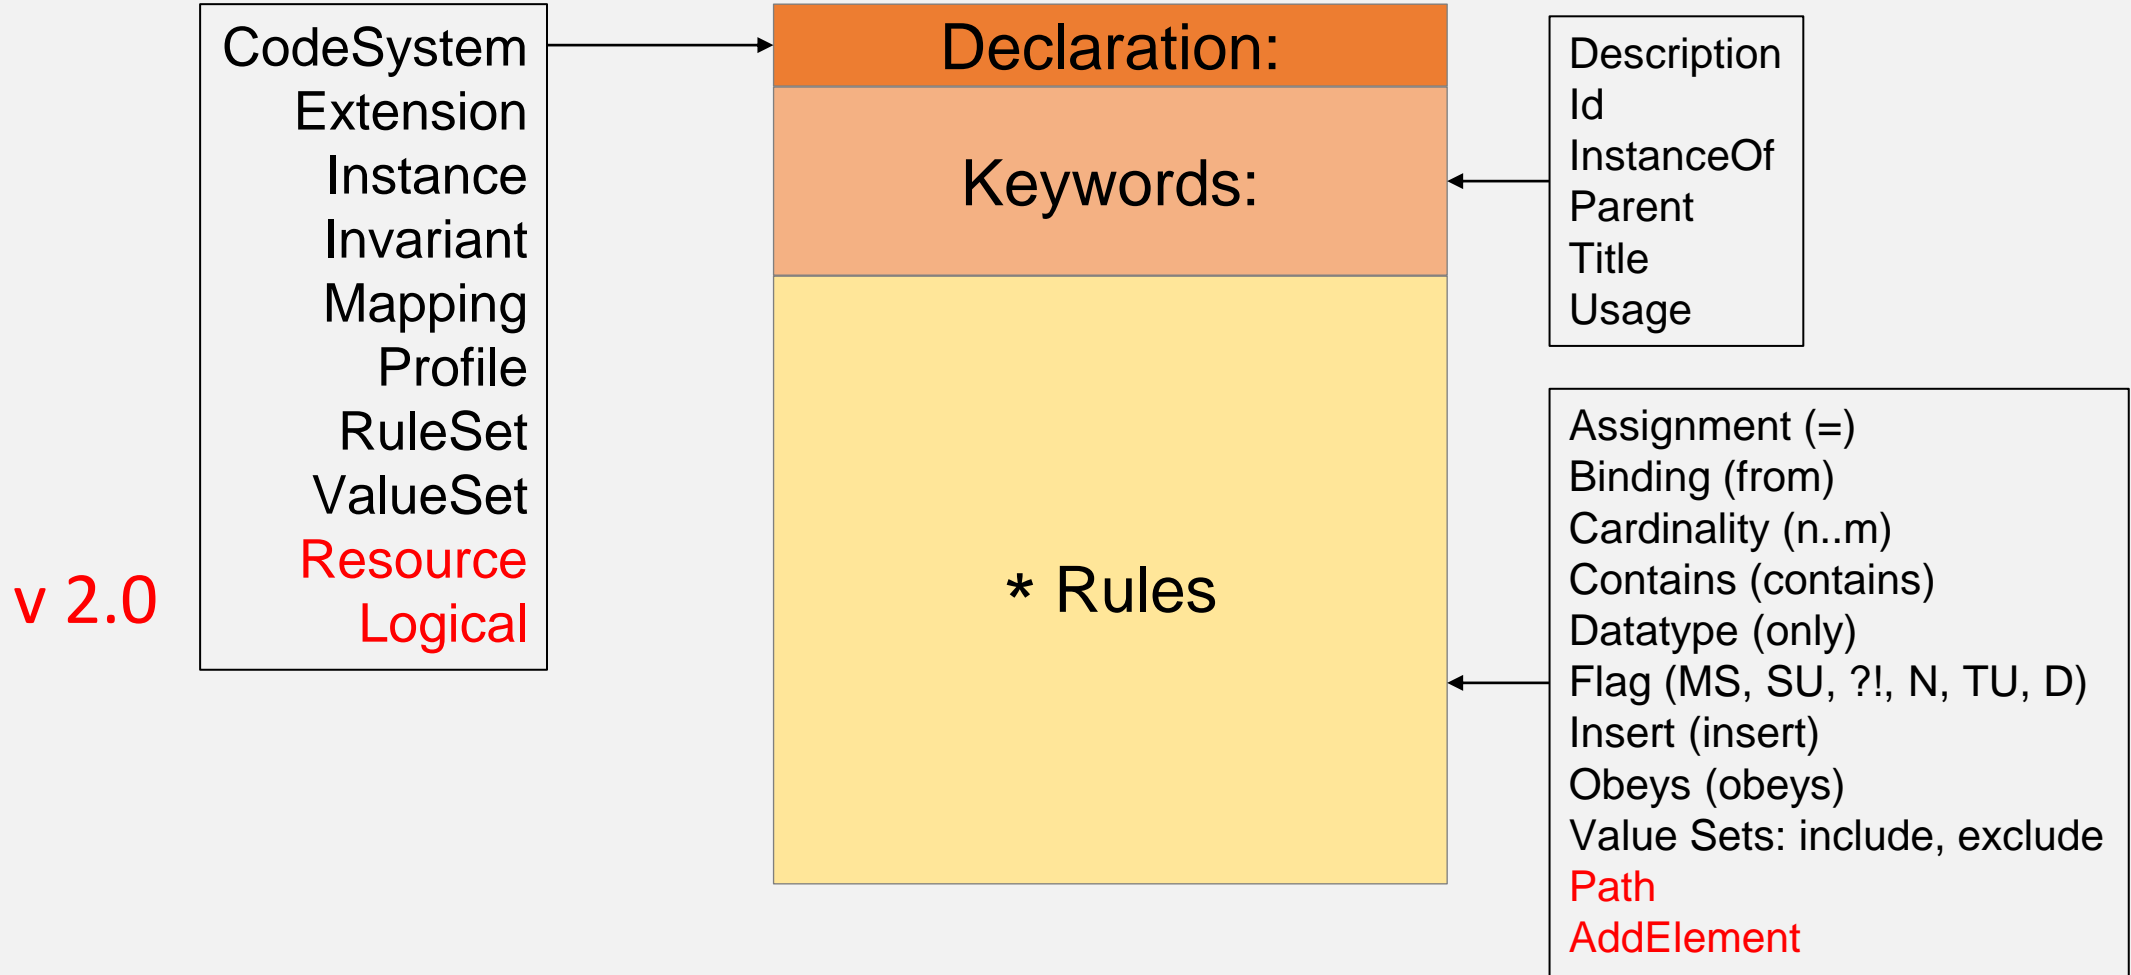 CodeSystem
Extension
Instance
Invariant
Mapping
Profile
RuleSet
ValueSet
Resource
Logical
v 2.0
Declaration:
Keywords:
* Rules
Description
Id
InstanceOf
Parent
Title
Usage
Assignment (=)
Binding (from)
Cardinality (n..m)
Contains (contains)
Datatype (only)
Flag (MS, SU, ?!, N, TU, D)
Insert (insert)
Obeys (obeys)
Value Sets: include, exclude
Path
AddElement